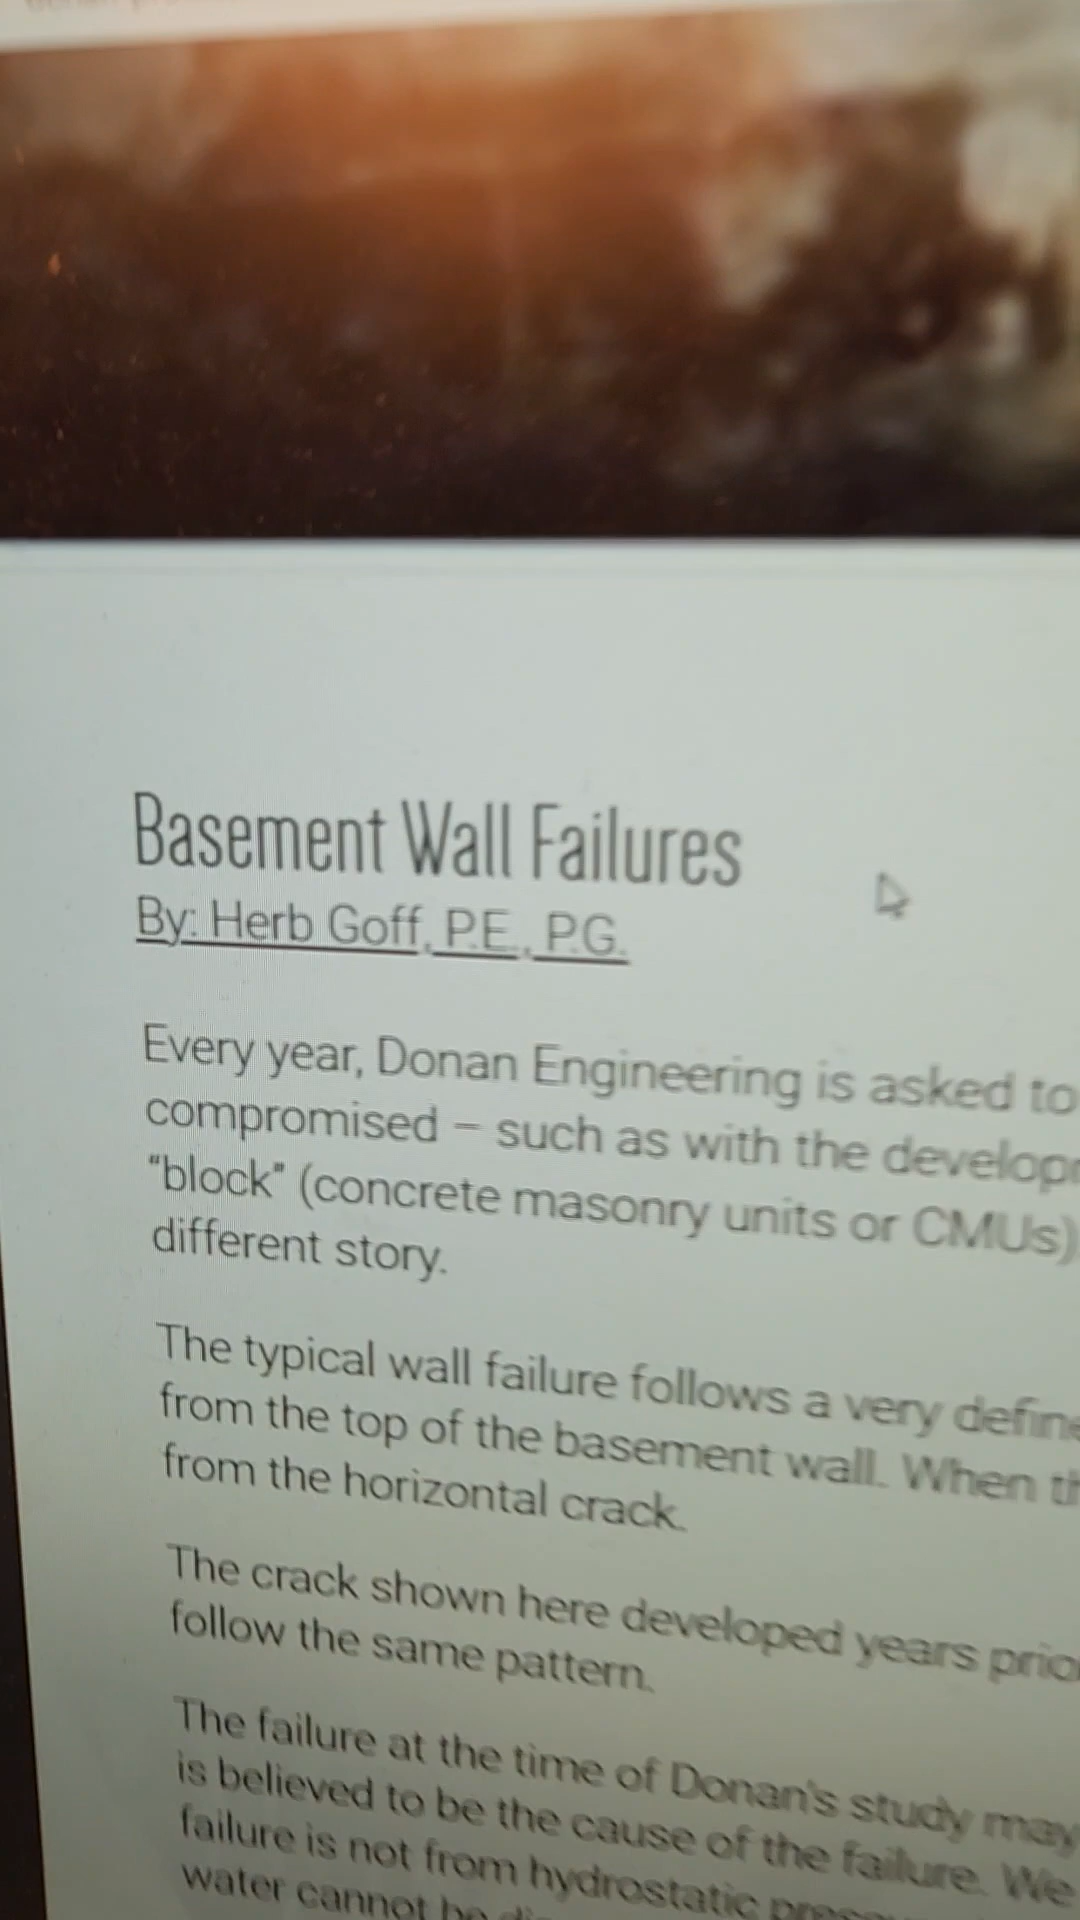 Basement Wall Failures
By: Herb Goff, P.E., P.G.
Every year, Donan Engineering is asked to
compromised – such as with the develop
"block" (concrete masonry units or CMUs)
different story.
The typical wall failure follows a very define
from the top of the basement wall. When th
from the horizontal crack.
The crack shown here developed years prio
follow the same pattern.
The failure at the time of Donan's study may
is believed to be the cause of the failure. We
failure is not from hydrostatic
water cannot be